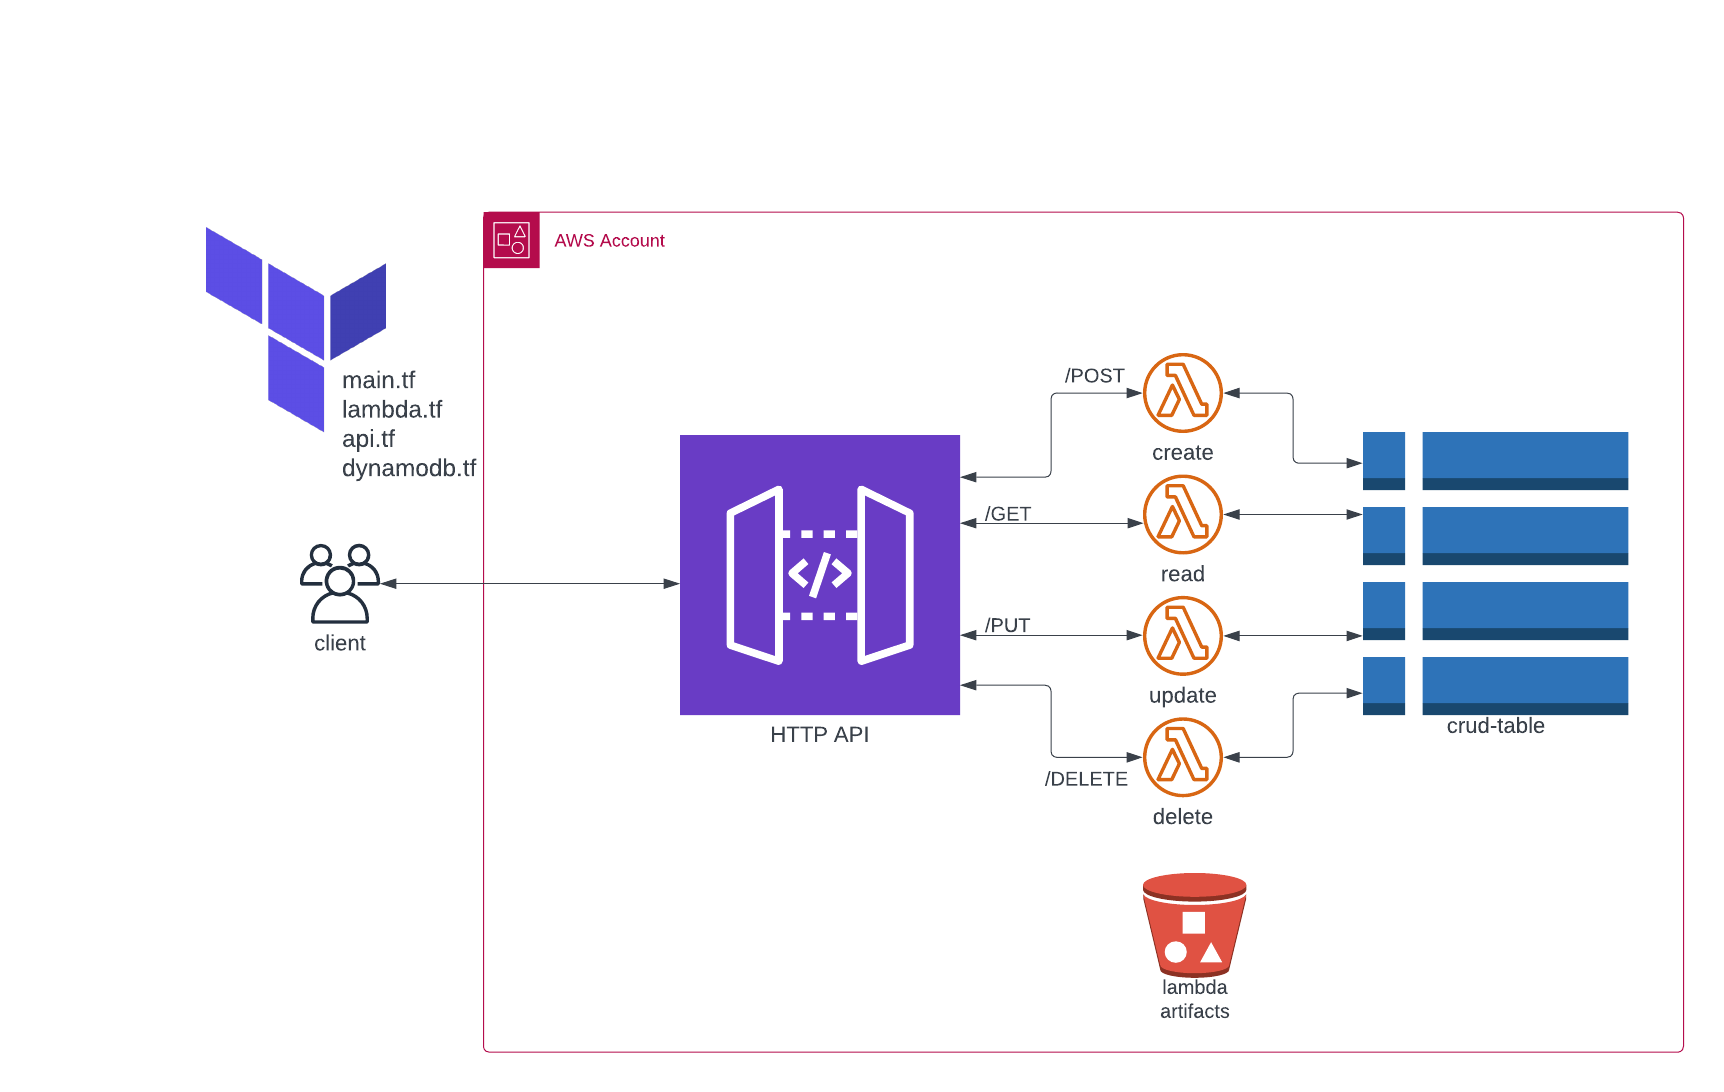 AWS Account
main.tf
lambda.tf
api.tf
dynamodb.tf
client
HTTP API
/POST
/GET
/PUT
/DELETE
create
read
update
delete
crud-table
lambda
artifacts